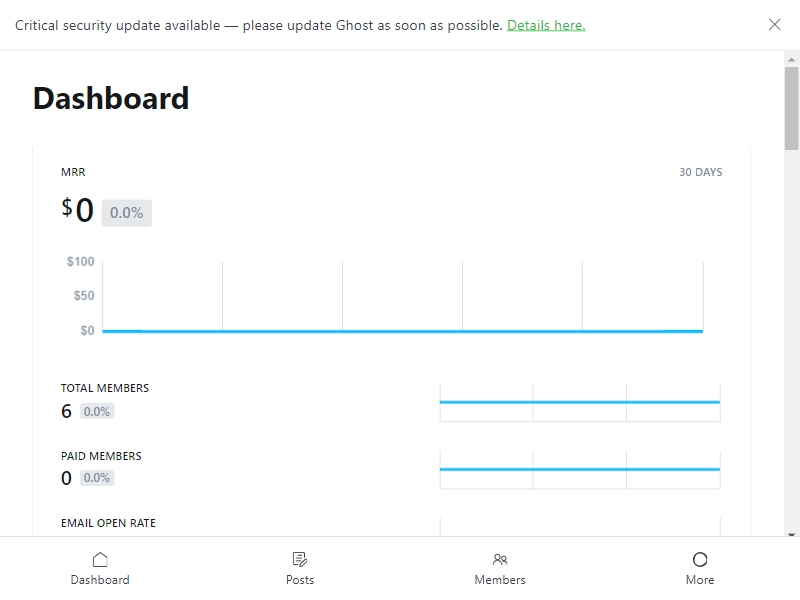 Critical security update available — please update Ghost as soon as possible. Details here.
Dashboard
MRR
30 DAYS
$0 0.0%
$100
$50
$0
TOTAL MEMBERS
6 0.0%
PAID MEMBERS
0 0.0%
EMAIL OPEN RATE
Dashboard
Posts
Members
More